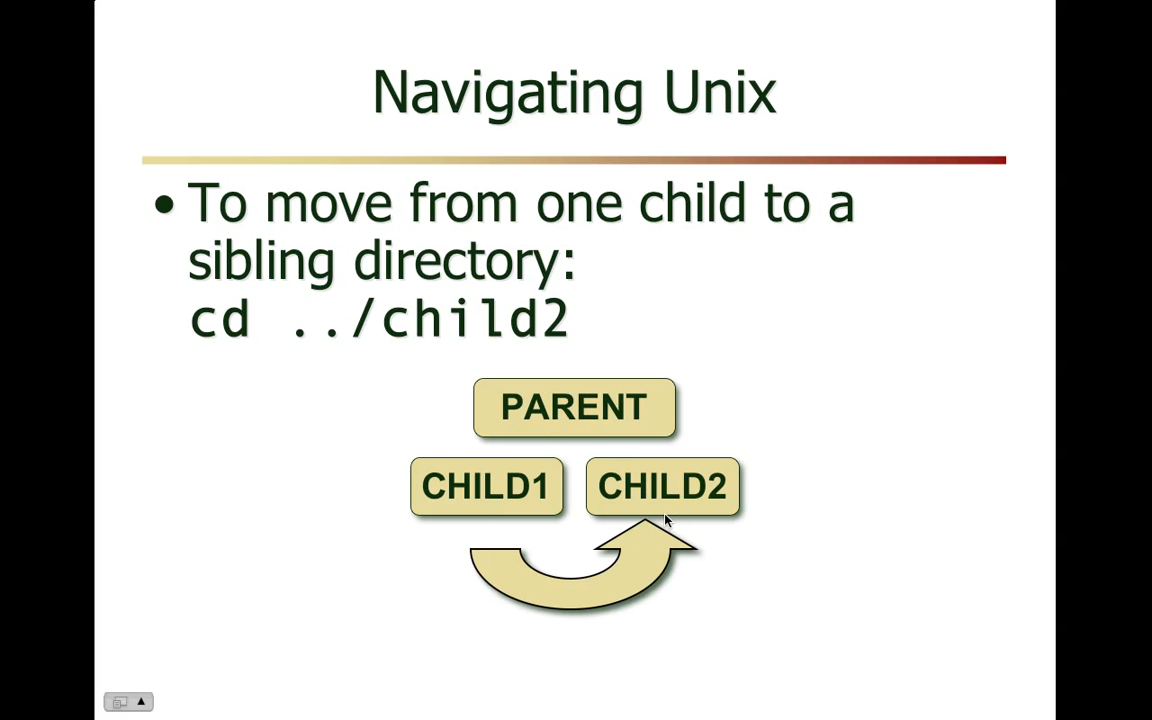 Navigating Unix
• To move from one child to a
sibling directory:
cd ../child2
PARENT
CHILD1 CHILD2